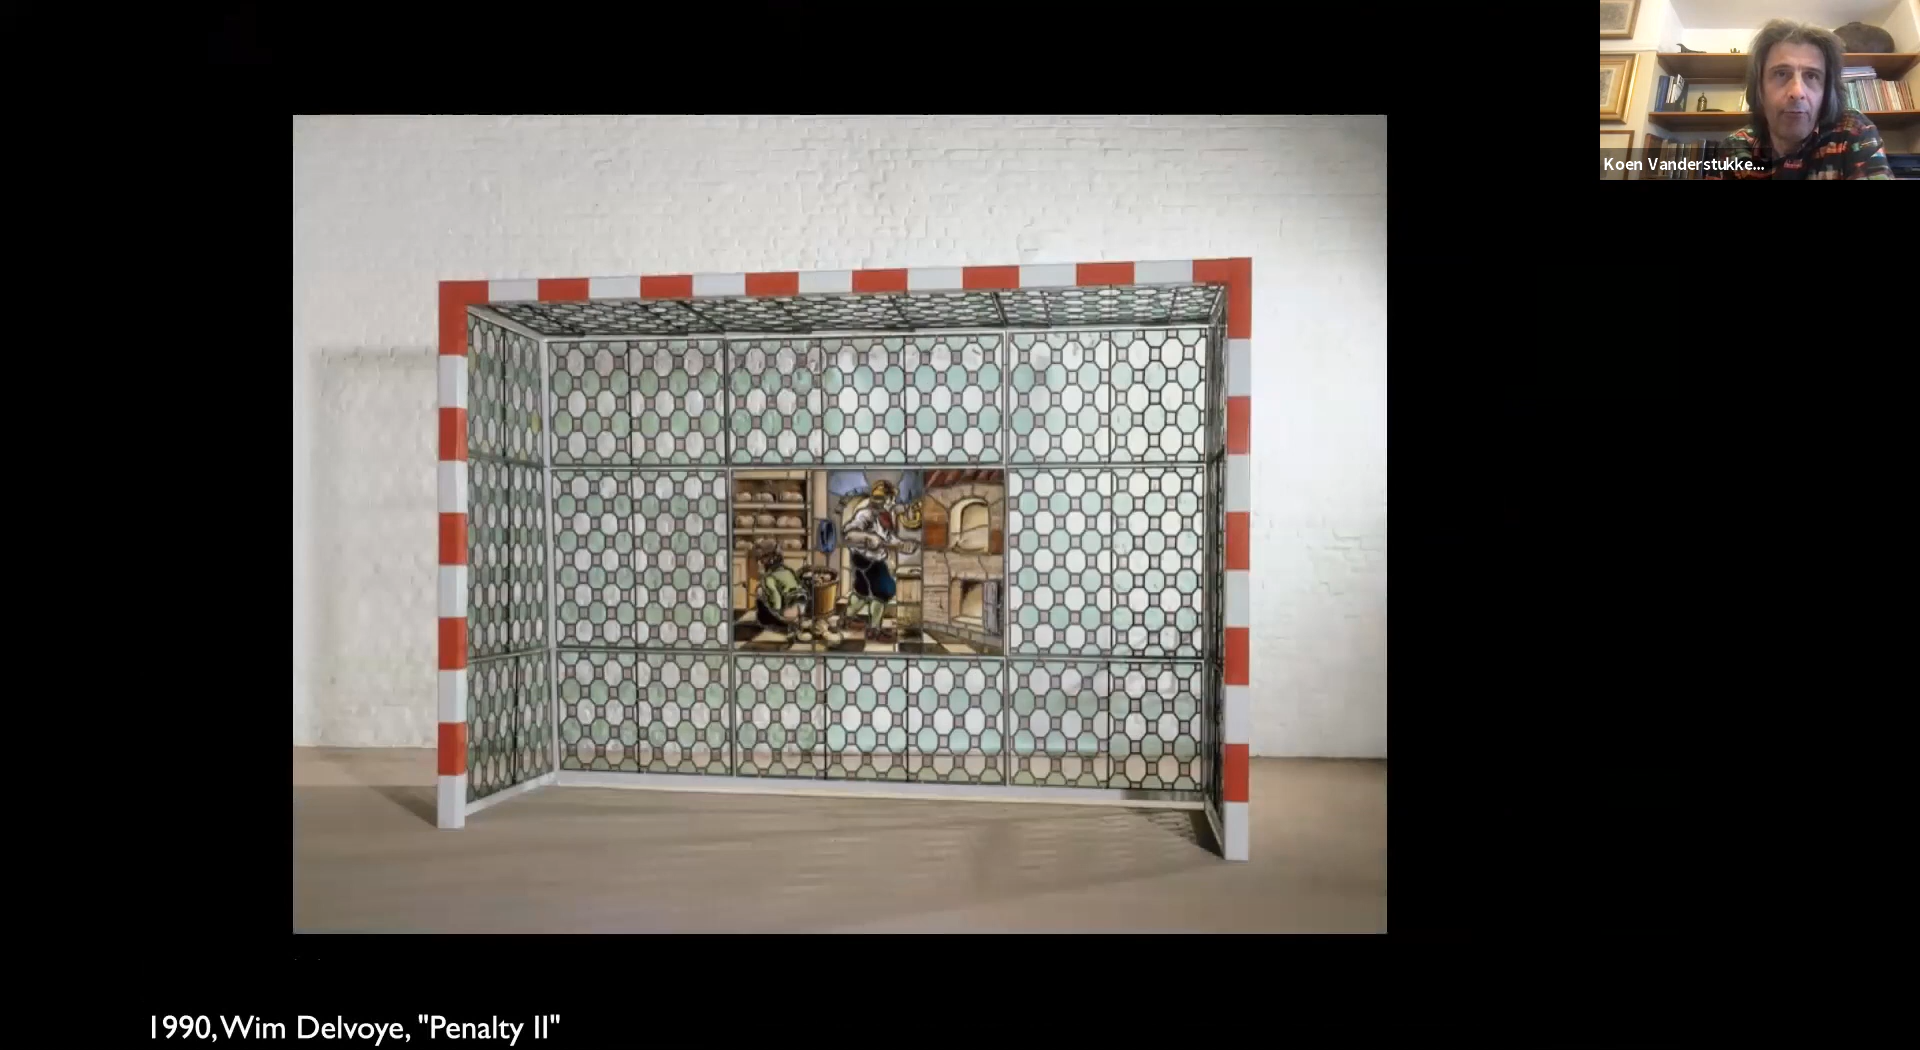 Koen Vanderstukke...
1990, Wim Delvoye, "Penalty II"